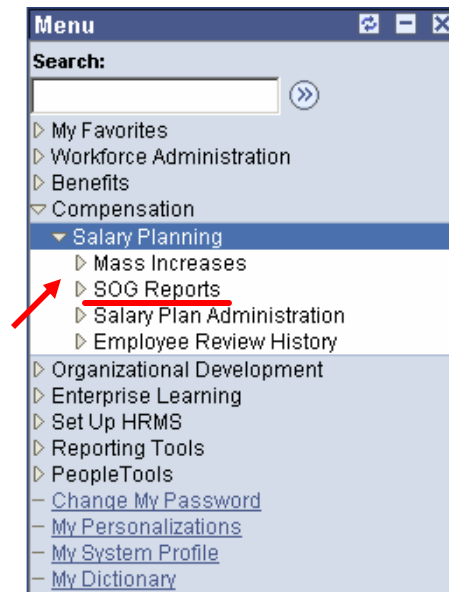 Menu
Search:
My Favorites
Workforce Administration
Benefits
Compensation
Salary Planning
Mass Increases
SOG Reports
Salary Plan Administration
Employee Review History
Organizational Development
Enterprise Learning
Set Up HRMS
Reporting Tools
PeopleTools
Change My Password
My Personalizations
My System Profile
My Dictionary